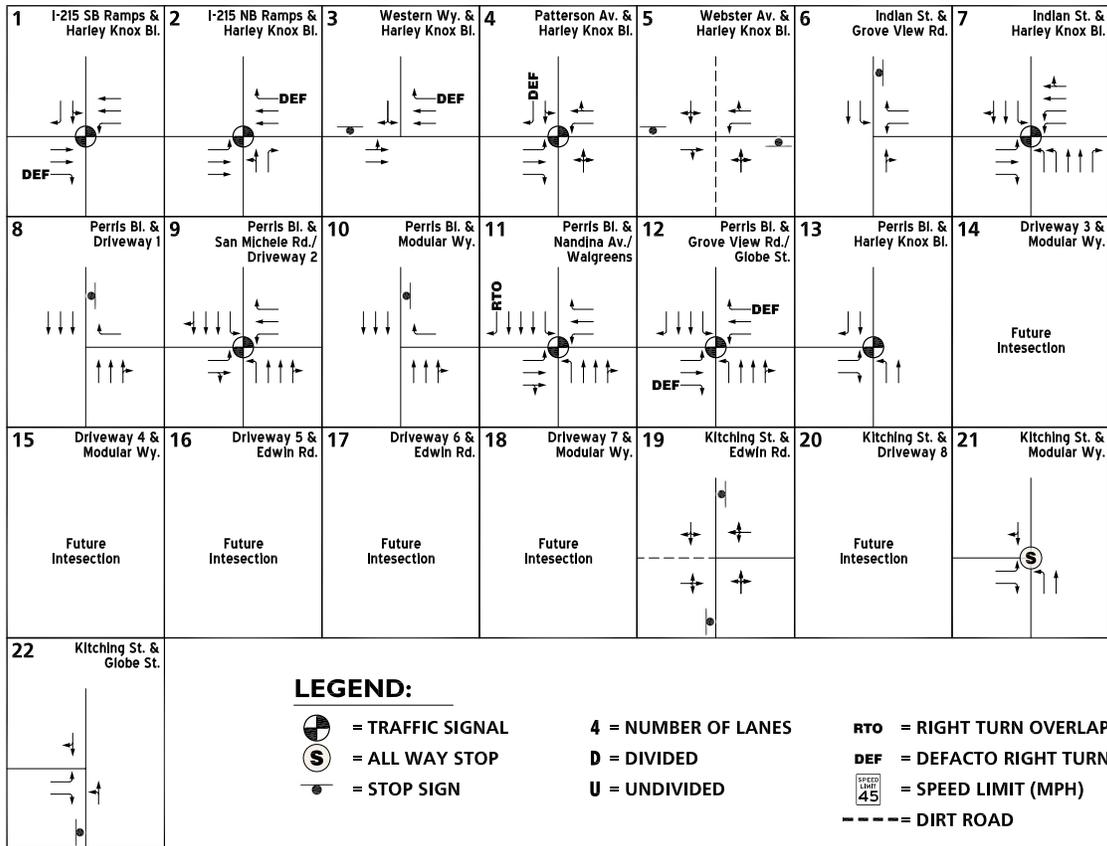 1
I-215 SB Ramps &
Harley Knox Bl.
DEF
2
I-215 NB Ramps &
Harley Knox Bl.
DEF
3
Western Wy. &
Harley Knox Bl.
DEF
4
Patterson Av. &
Harley Knox Bl.
DEF
5
Webster Av. &
Harley Knox Bl.
6
Indian St. &
Grove View Rd.
7
Indian St. &
Harley Knox Bl.
8
Perris Bl. &
Driveway 1
9
Perris Bl. &
San Michele Rd./
Driveway 2
10
Perris Bl. &
Modular Wy.
11
Perris Bl. &
Nandina Av./
Walgreens
RTO
12
Perris Bl. &
Grove View Rd./
Globe St.
DEF
DEF
13
Perris Bl. &
Harley Knox Bl.
14
Driveway 3 &
Modular Wy.
Future
Intesection
15
Driveway 4 &
Modular Wy.
Future
Intesection
16
Driveway 5 &
Edwin Rd.
Future
Intesection
17
Driveway 6 &
Edwin Rd.
Future
Intesection
18
Driveway 7 &
Modular Wy.
Future
Intesection
19
Kitching St. &
Edwin Rd.
20
Kitching St. &
Driveway 8
Future
Intesection
21
Kitching St. &
Modular Wy.
S
22
Kitching St. &
Globe St.
LEGEND:
= TRAFFIC SIGNAL
S = ALL WAY STOP
= STOP SIGN
4 = NUMBER OF LANES
D = DIVIDED
U = UNDIVIDED
RTO = RIGHT TURN OVERLAP
DEF = DEFACTO RIGHT TURN
SPEED
LIMIT
45
= SPEED LIMIT (MPH)
= DIRT ROAD